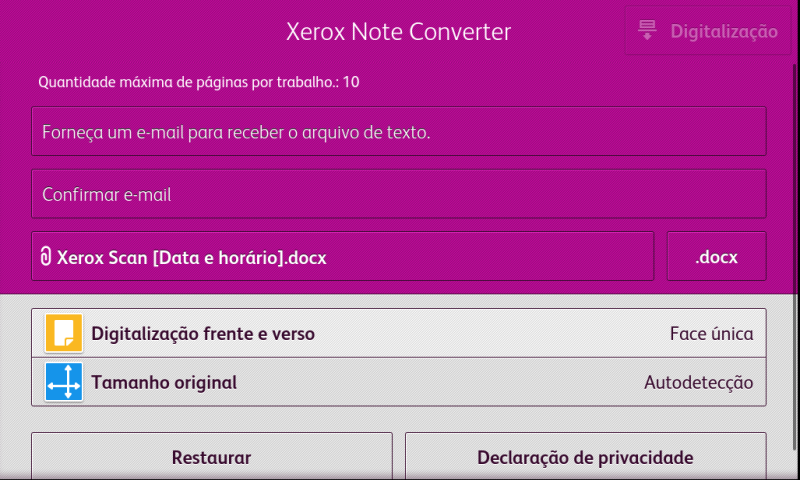 Xerox Note Converter
Digitalização
Quantidade máxima de páginas por trabalho.: 10
Forneça um e-mail para receber o arquivo de texto.
Confirmar e-mail
Xerox Scan [Data e horário].docx
.docx
Digitalização frente e verso
Face única
Tamanho original
Autodetecção
Restaurar
Declaração de privacidade